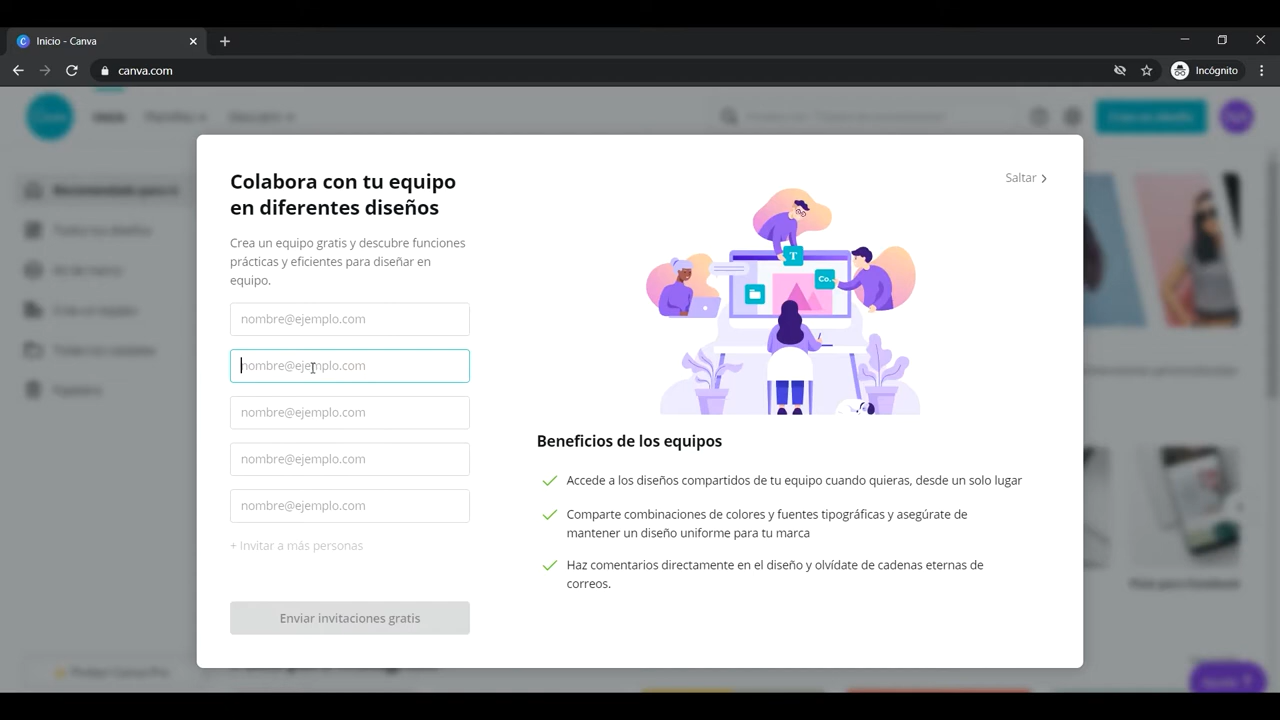 Inicio - Canva
canva.com
Incógnito
Colabora con tu equipo
en diferentes diseños
Saltar
Crea un equipo gratis y descubre funciones
prácticas y eficientes para diseñar en
equipo.
nombre@ejemplo.com
nombre@ejemplo.com
nombre@ejemplo.com
nombre@ejemplo.com
nombre@ejemplo.com
+ Invitar a más personas
Enviar invitaciones gratis
T
Co.
Beneficios de los equipos
Accede a los diseños compartidos de tu equipo cuando quieras, desde un solo lugar
Comparte combinaciones de colores y fuentes tipográficas y asegúrate de
mantener un diseño uniforme para tu marca
Haz comentarios directamente en el diseño y olvídate de cadenas eternas de
correos.